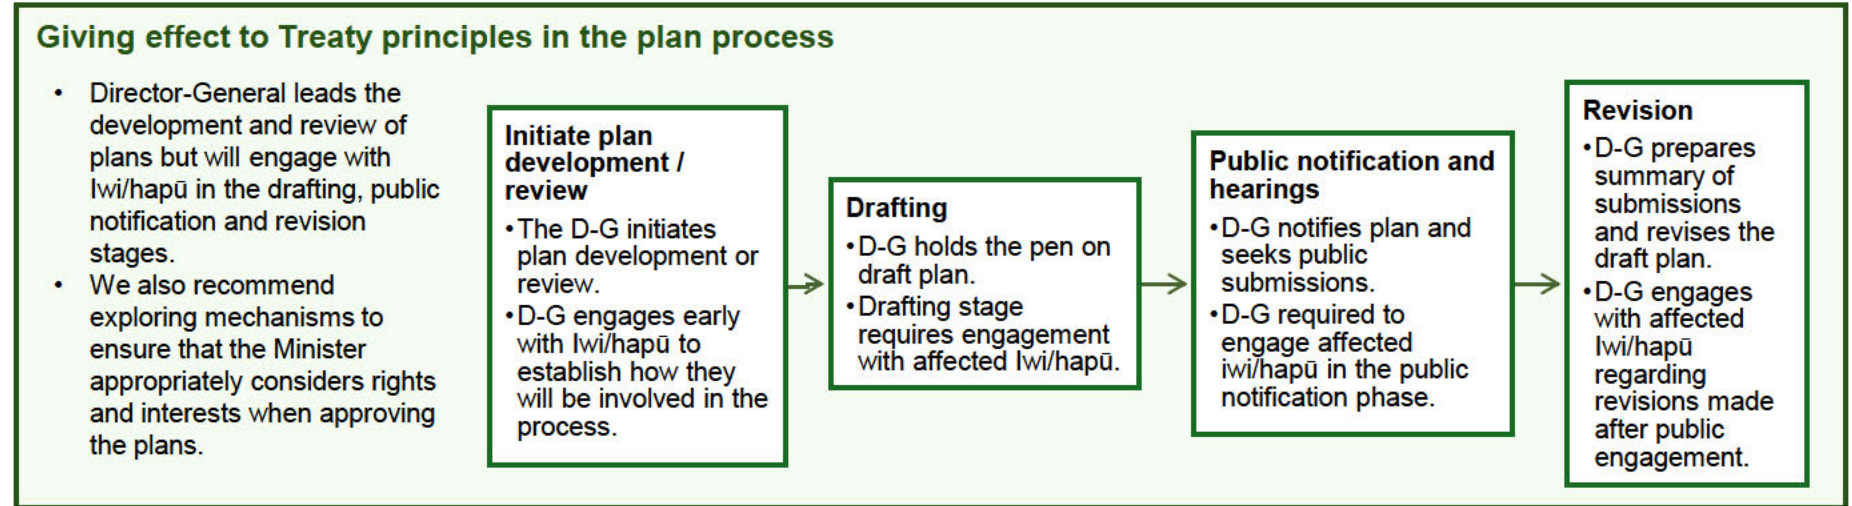 Giving effect to Treaty principles in the plan process
• Director-General leads the
development and review of
plans but will engage with
Iwi/hapū in the drafting, public
notification and revision
stages.
• We also recommend
exploring mechanisms to
ensure that the Minister
appropriately considers rights
and interests when approving
the plans.
Initiate plan
development /
review
•The D-G initiates
plan development or
review.
•D-G engages early
with Iwi/hapū to
establish how they
will be involved in the
process.
Drafting
•D-G holds the pen on
draft plan.
•Drafting stage
requires engagement
with affected Iwi/hapū.
Public notification and
hearings
•D-G notifies plan and
seeks public
submissions.
•D-G required to
engage affected
iwi/hapū in the public
notification phase.
Revision
•D-G prepares
summary of
submissions
and revises the
draft plan.
•D-G engages
with affected
Iwi/hapū
regarding
revisions made
after public
engagement.